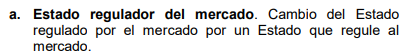 a. Estado regulador del mercado. Cambio del Estado
regulado por el mercado por un Estado que regule al
mercado.